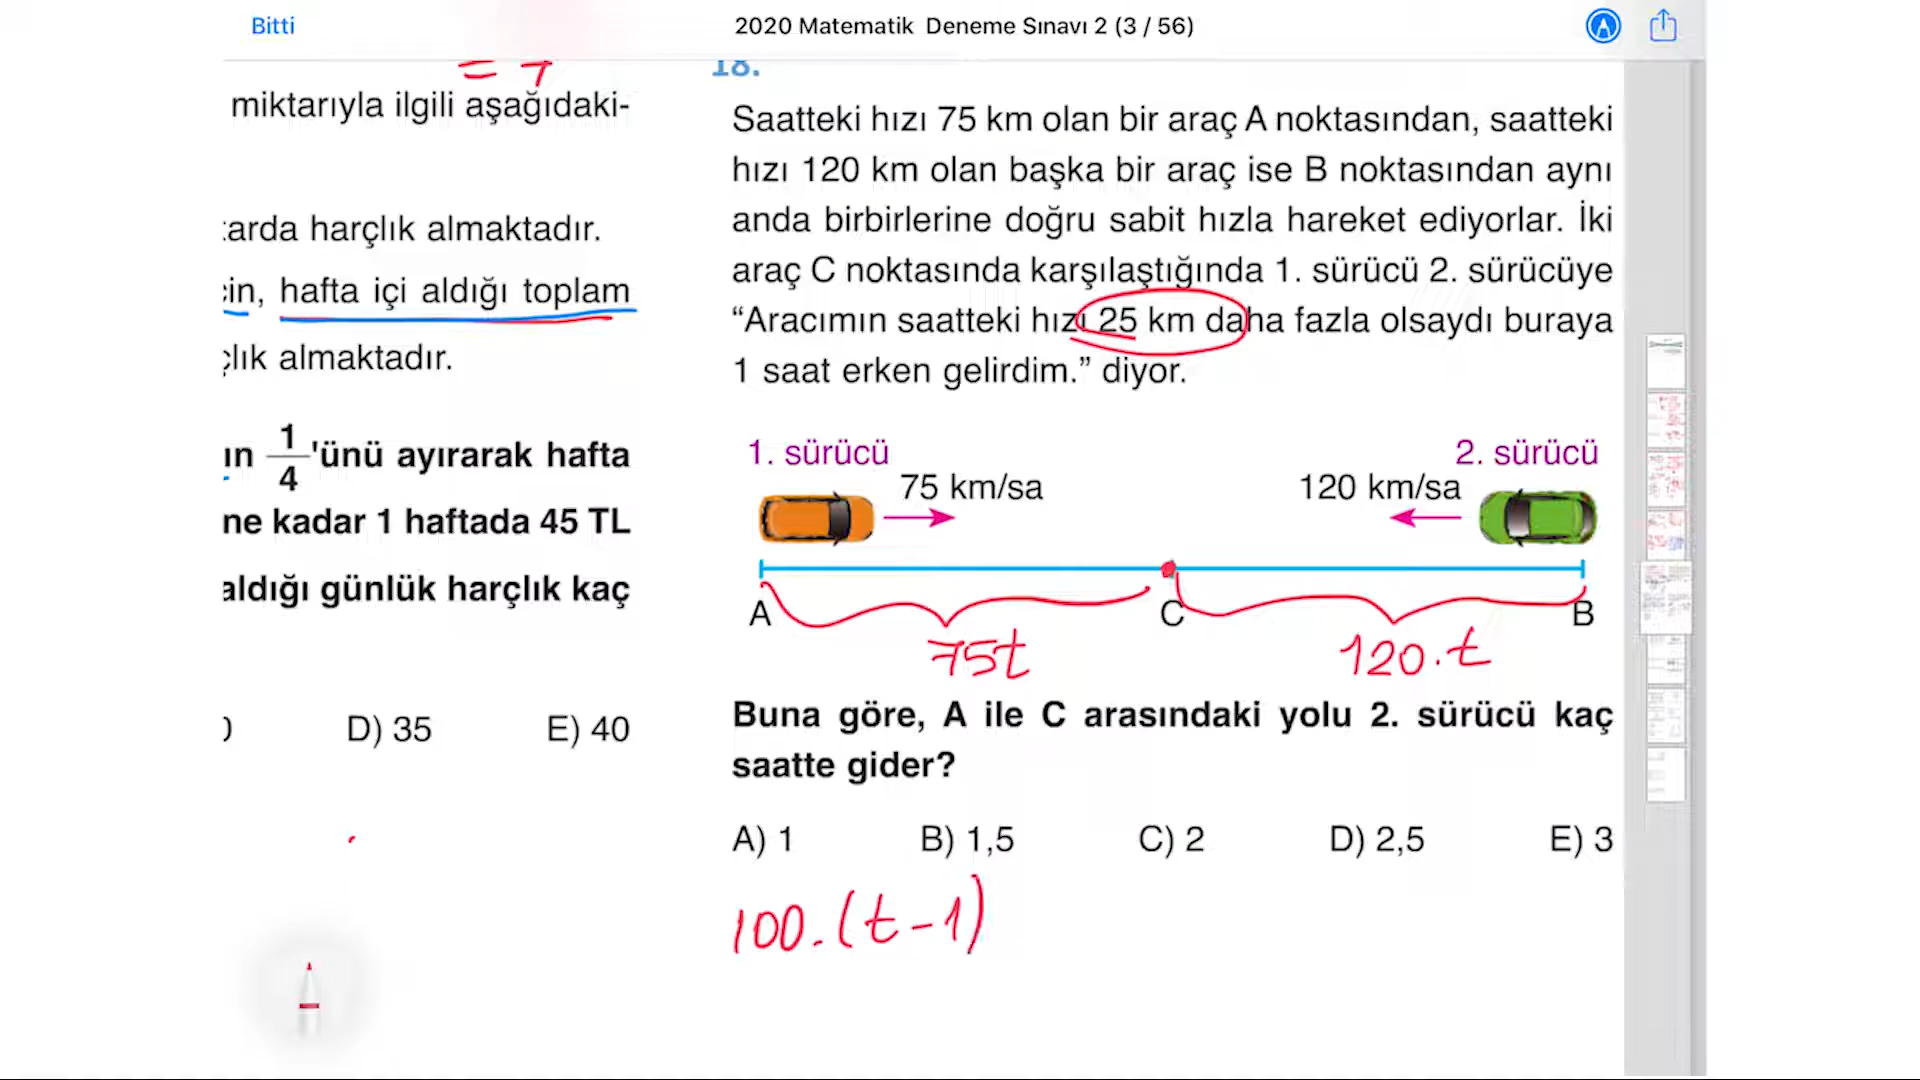 Bitti
2020 Matematik Deneme Sınavı 2 (3 / 56)
miktarıyla ilgili aşağıdaki-
arda harçlık almaktadır.
hafta içi aldığı toplam
lık almaktadır.
1/4'ünü ayırarak hafta
ne kadar 1 haftada 45 TL
aldığı günlük harçlık kaç
D) 35 E) 40
18.
Saatteki hızı 75 km olan bir araç A noktasından, saatteki
hızı 120 km olan başka bir araç ise B noktasından aynı
anda birbirlerine doğru sabit hızla hareket ediyorlar. İki
araç C noktasında karşılaştığında 1. sürücü 2. sürücüye
“Aracımın saatteki hızı 25 km daha fazla olsaydı buraya
1 saat erken gelirdim.” diyor.
1. sürücü 2. sürücü
75 km/sa 120 km/sa
A C B
75t 120.t
Buna göre, A ile C arasındaki yolu 2. sürücü kaç
saatte gider?
A) 1 B) 1,5 C) 2 D) 2,5 E) 3
100.(t-1)